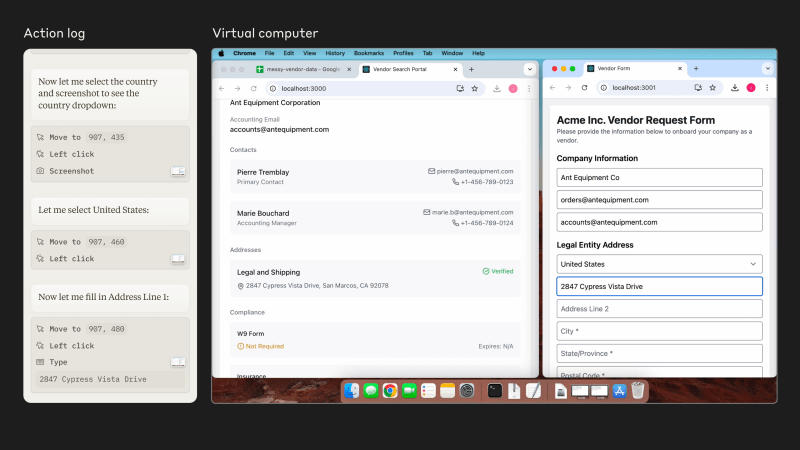 Action log
Now let me select the country
and screenshot to see the
country dropdown:
Move to 907, 435
Left click
Screenshot
Let me select United States:
Move to 907, 460
Left click
Now let me fill in Address Line 1:
Move to 907, 480
Left click
Type
2847 Cypress Vista Drive
Virtual computer
Chrome File Edit View History Bookmarks Profiles Tab Window Help
messy-vendor-data - Google
Vendor Search Portal
localhost:3000
Ant Equipment Corporation
Accounting Email
accounts@antequipment.com
Contacts
Pierre Tremblay
pierre@antequipment.com
Primary Contact
+1-456-789-0123
Marie Bouchard
marie.b@antequipment.com
Accounting Manager
+1-456-789-0124
Addresses
Legal and Shipping
Verified
2847 Cypress Vista Drive, San Marcos, CA 92078
Compliance
W9 Form
Not Required
Expires: N/A
Insurance
Vendor Form
localhost:3001
Acme Inc. Vendor Request Form
Please provide the information below to onboard your company as a
vendor.
Company Information
Ant Equipment Co
orders@antequipment.com
accounts@antequipment.com
Legal Entity Address
United States
2847 Cypress Vista Drive
Address Line 2
City *
State/Province *
Postal Code *